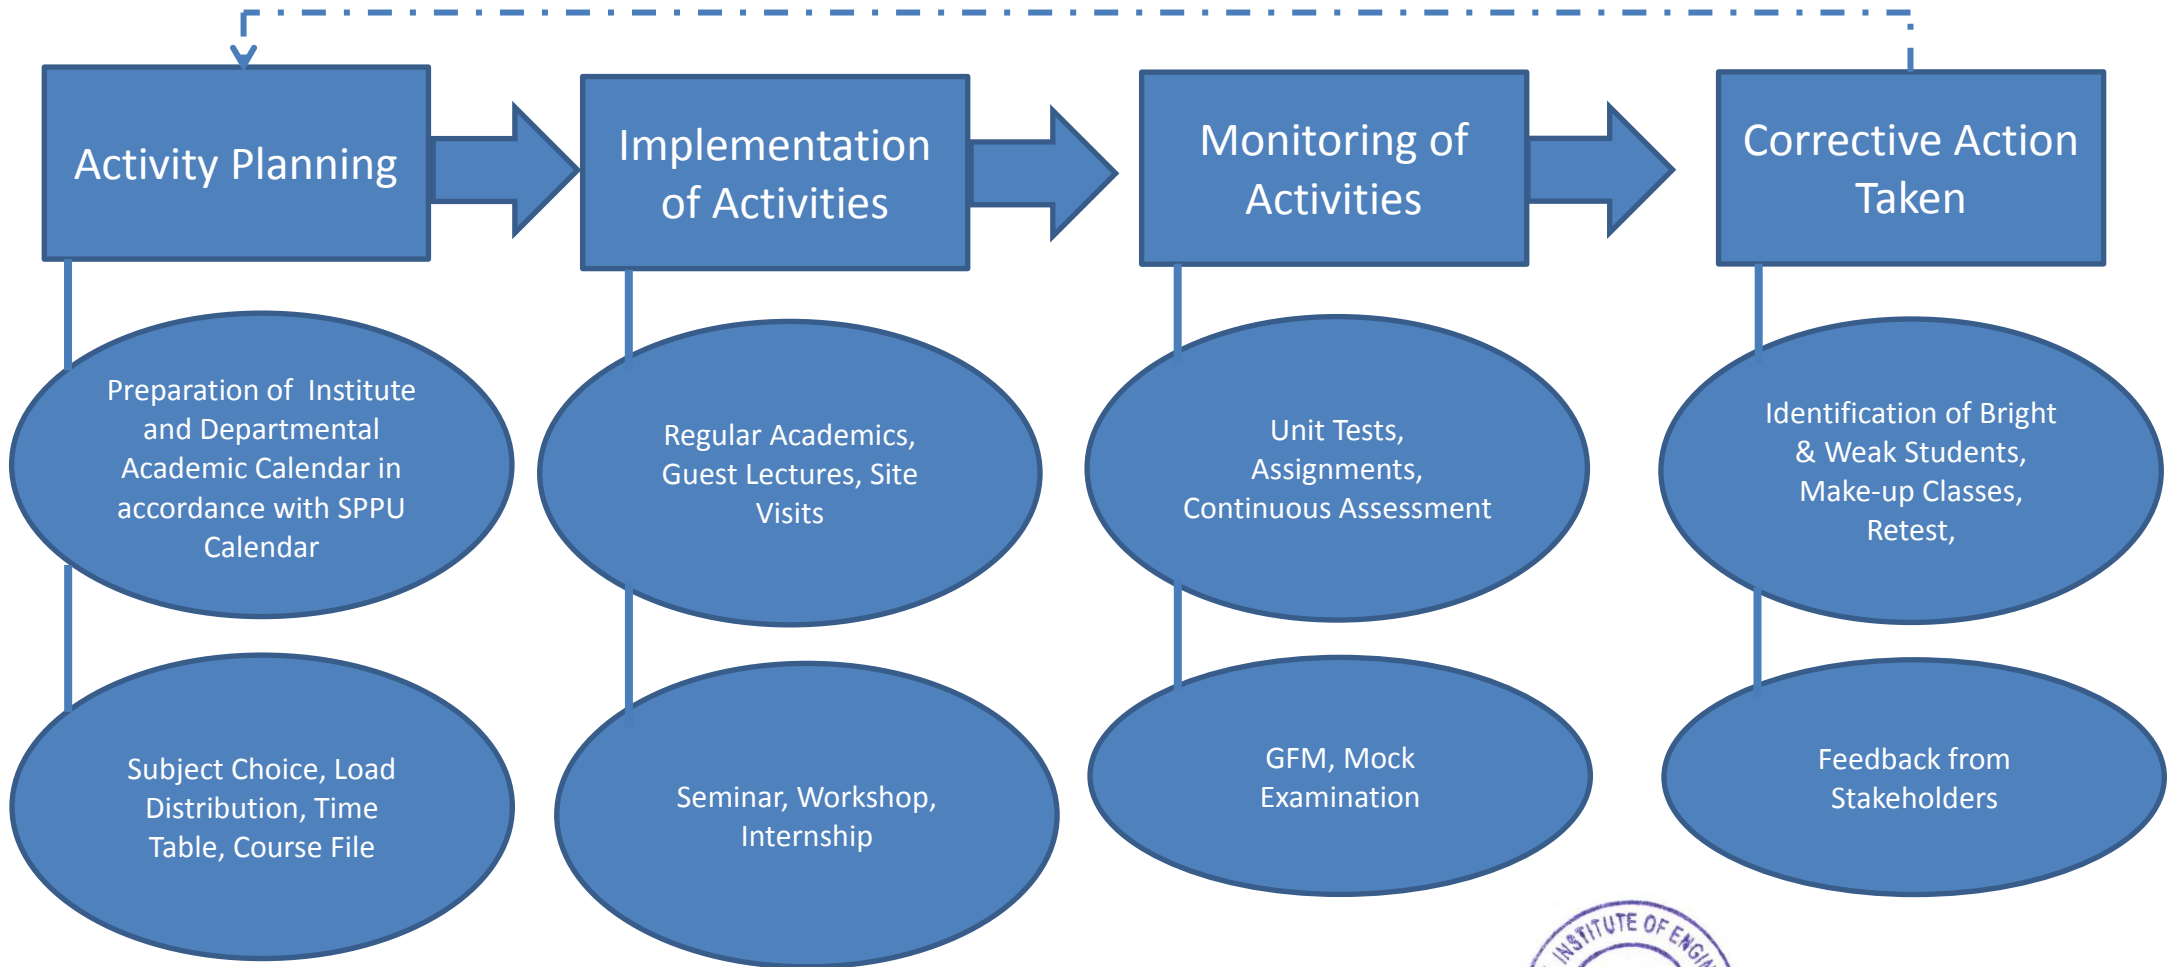 Activity Planning
Implementation
of Activities
Monitoring of
Activities
Corrective Action
Taken
Preparation of Institute
and Departmental
Academic Calendar in
accordance with SPPU
Calendar
Regular Academics,
Guest Lectures, Site
Visits
Unit Tests,
Assignments,
Continuous Assessment
Identification of Bright
& Weak Students,
Make-up Classes,
Retest,
Subject Choice, Load
Distribution, Time
Table, Course File
Seminar, Workshop,
Internship
GFM, Mock
Examination
Feedback from
Stakeholders
INSTITUTE OF